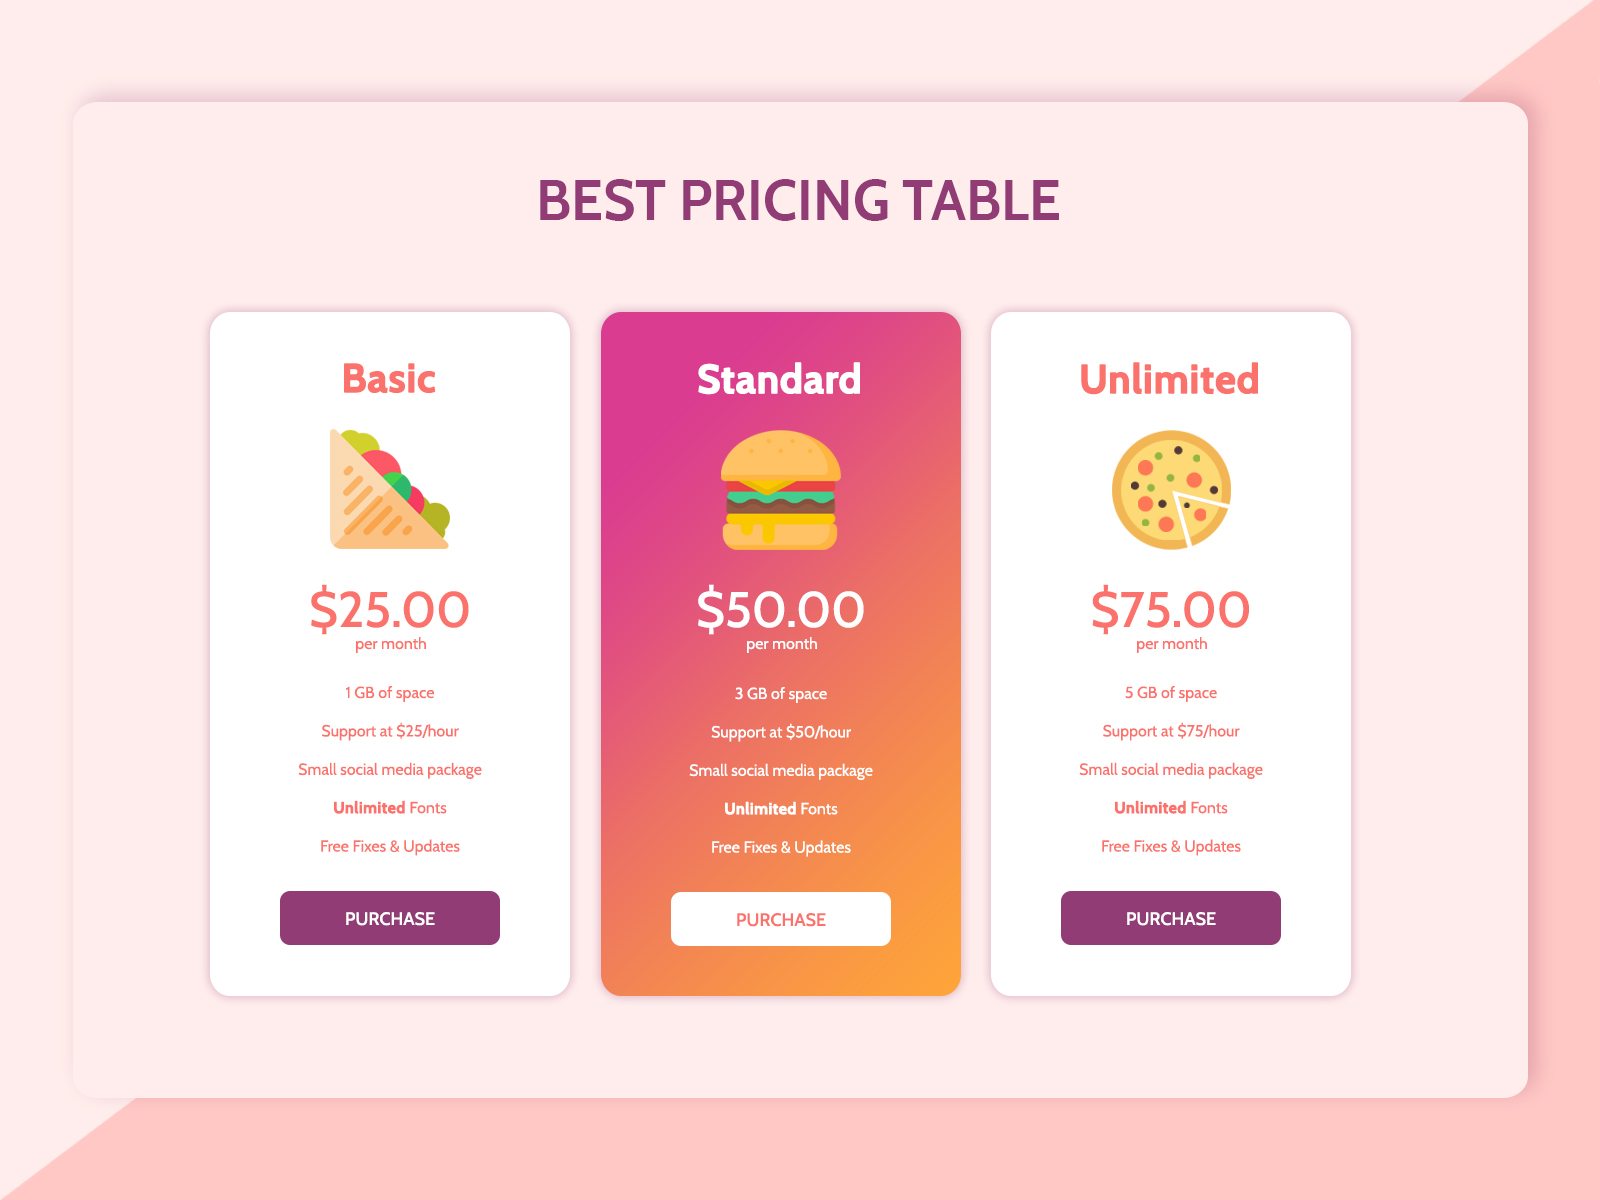 BEST PRICING TABLE
Basic
$25.00
per month
1 GB of space
Support at $25/hour
Small social media package
Unlimited Fonts
Free Fixes & Updates
PURCHASE
Standard
$50.00
per month
3 GB of space
Support at $50/hour
Small social media package
Unlimited Fonts
Free Fixes & Updates
PURCHASE
Unlimited
$75.00
per month
5 GB of space
Support at $75/hour
Small social media package
Unlimited Fonts
Free Fixes & Updates
PURCHASE